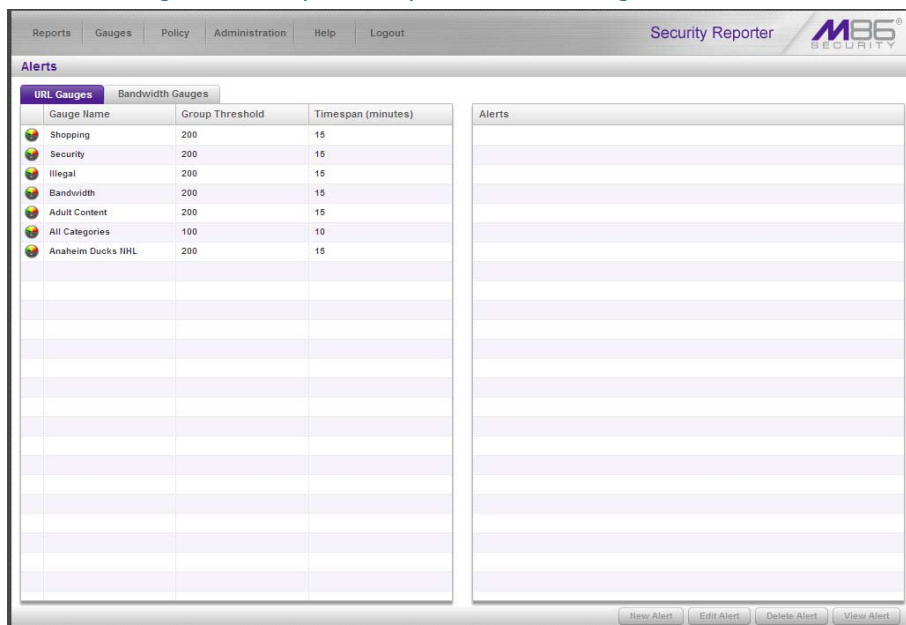 Reports Gauges Policy Administration Help Logout
Security Reporter
M86®
SECURITY
Alerts
URL Gauges Bandwidth Gauges
Gauge Name Group Threshold Timespan (minutes)
Shopping 200 15
Security 200 15
Illegal 200 15
Bandwidth 200 15
Adult Content 200 15
All Categories 100 10
Anaheim Ducks NHL 200 15
Alerts
New Alert Edit Alert Delete Alert View Alert